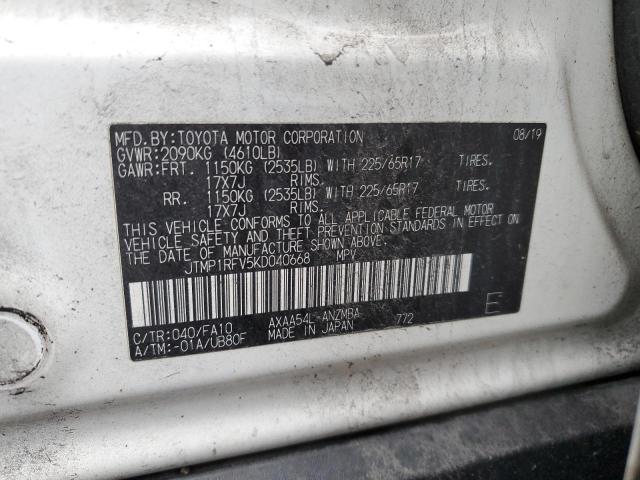 MFD.BY:TOYOTA MOTOR CORPORATION 08/19
GVWR:2090KG (4610LB)
GAWR:FRT. 1150KG (2535LB) WITH 225/65R17 TIRES.
17X7J RIMS.
RR. 1150KG (2535LB) WITH 225/65R17 TIRES.
17X7J RIMS.
THIS VEHICLE CONFORMS TO ALL APPLICABLE FEDERAL MOTOR
VEHICLE SAFETY AND THEFT PREVENTION STANDARDS IN EFFECT ON
THE DATE OF MANUFACTURE SHOWN ABOVE.
JTMP1RFV5KD040668 MPV
C/TR:040/FA10 AXAA54L-ANZMBA 772 E
A/TM:-01A/UB80F MADE IN JAPAN